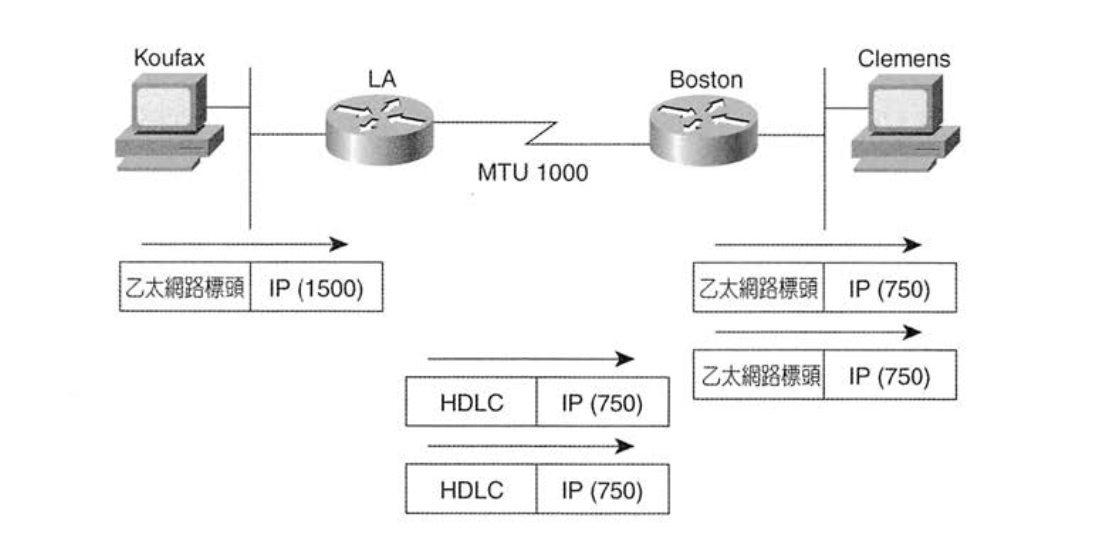 Koufax
LA
Boston
Clemens
MTU 1000
乙太網路標頭 IP (1500)
乙太網路標頭 IP (750)
乙太網路標頭 IP (750)
HDLC IP (750)
HDLC IP (750)